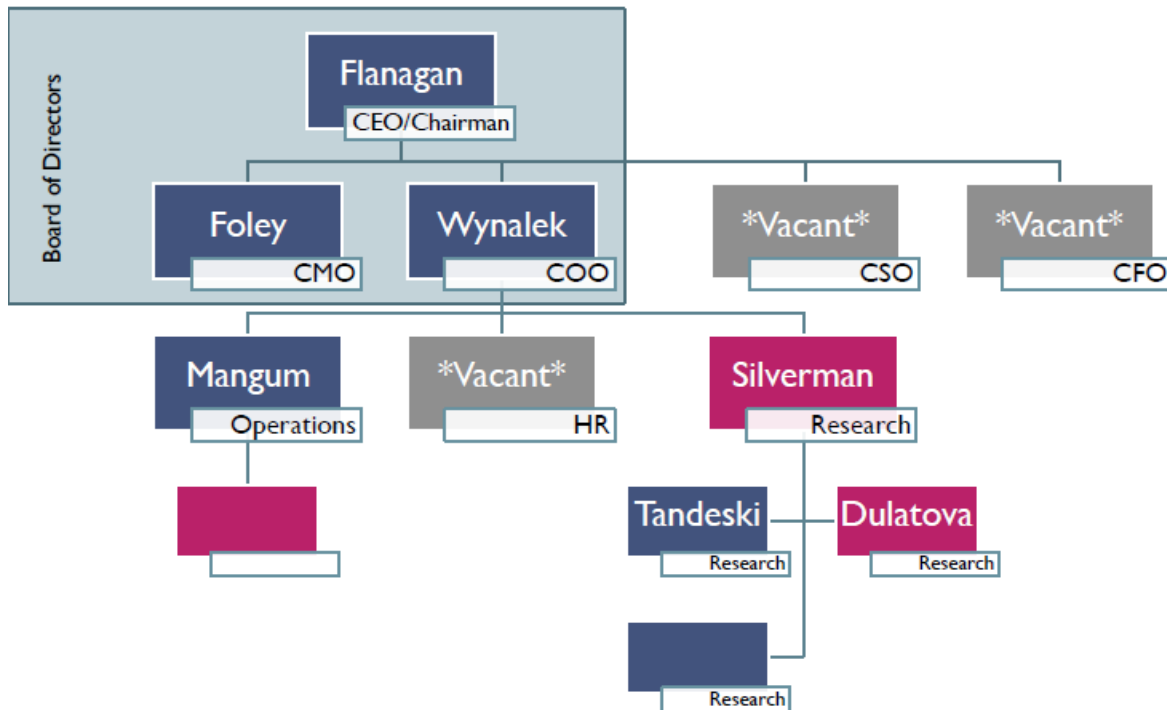 Board of Directors
Flanagan
CEO/Chairman
Foley
CMO
Wynalek
COO
*Vacant*
CSO
*Vacant*
CFO
Mangum
Operations
*Vacant*
HR
Silverman
Research
Tandeski
Research
Dulatova
Research
Research